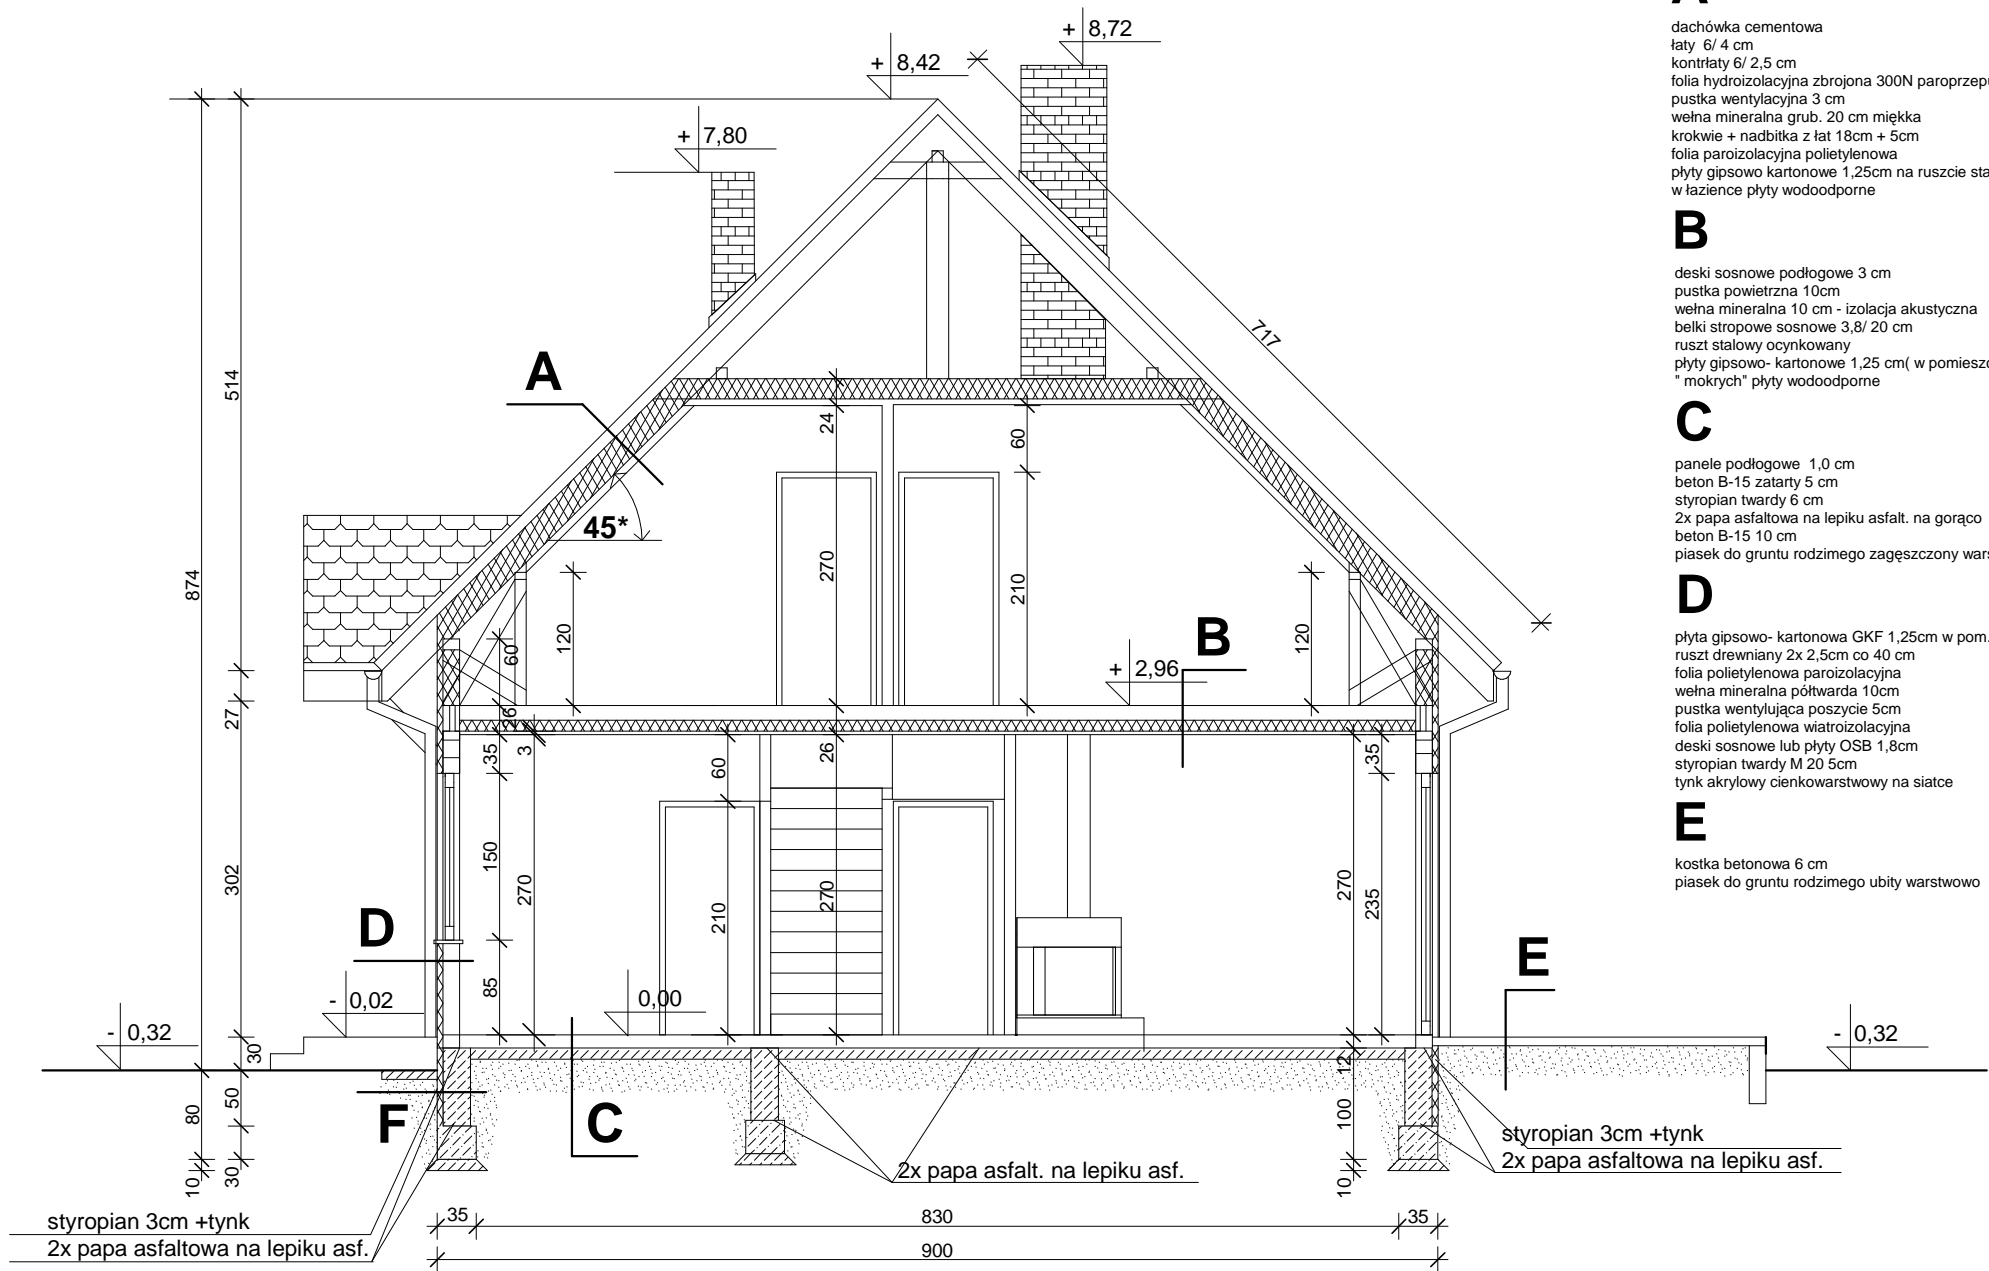 A
dachówka cementowa
łaty 6/ 4 cm
kontrłaty 6/ 2,5 cm
folia hydroizolacyjna zbrojona 300N
pustka wentylacyjna 3 cm
wełna mineralna grub. 20 cm miękka
krokwie + nadbitka z łat 18cm + 5cm
folia paroizolacyjna polietylenowa
płyty gipsowo kartonowe 1,25cm na ruszcie
w łazience płyty wodoodporne
B
deski sosnowe podłogowe 3 cm
pustka powietrzna 10cm
wełna mineralna 10 cm - izolacja akustyczna
belki stropowe sosnowe 3,8/ 20 cm
ruszt stalowy ocynkowany
płyty gipsowo- kartonowe 1,25 cm( w
" mokrych" płyty wodoodporne
C
panele podłogowe 1,0 cm
beton B-15 zatarty 5 cm
styropian twardy 6 cm
2x papa asfaltowa na lepiku asfalt. na gorąco
beton B-15 10 cm
piasek do gruntu rodzimego zagęszczony
D
płyta gipsowo- kartonowa GKF 1,25cm w pom.
ruszt drewniany 2x 2,5cm co 40 cm
folia polietylenowa paroizolacyjna
wełna mineralna półtwarda 10cm
pustka wentylująca poszycie 5cm
folia polietylenowa wiatroizolacyjna
deski sosnowe lub płyty OSB 1,8cm
styropian twardy M 20 5cm
tynk akrylowy cienkowarstwowy na siatce
E
kostka betonowa 6 cm
piasek do gruntu rodzimego ubity warstwowo
+ 8,72
+ 8,42
+ 7,80
717
514
A
24
60
45*
874
270
210
120
60
120
B
+ 2,96
27
26
35
3
60
26
35
302
150
270
210
270
270
235
D
85
E
- 0,02
0,00
- 0,32
- 0,32
30
12
50
80
100
F
C
styropian 3cm +tynk
2x papa asfaltowa na lepiku asf.
2x papa asfalt. na lepiku asf.
10
30
10
styropian 3cm +tynk
2x papa asfaltowa na lepiku asf.
35
830
35
900